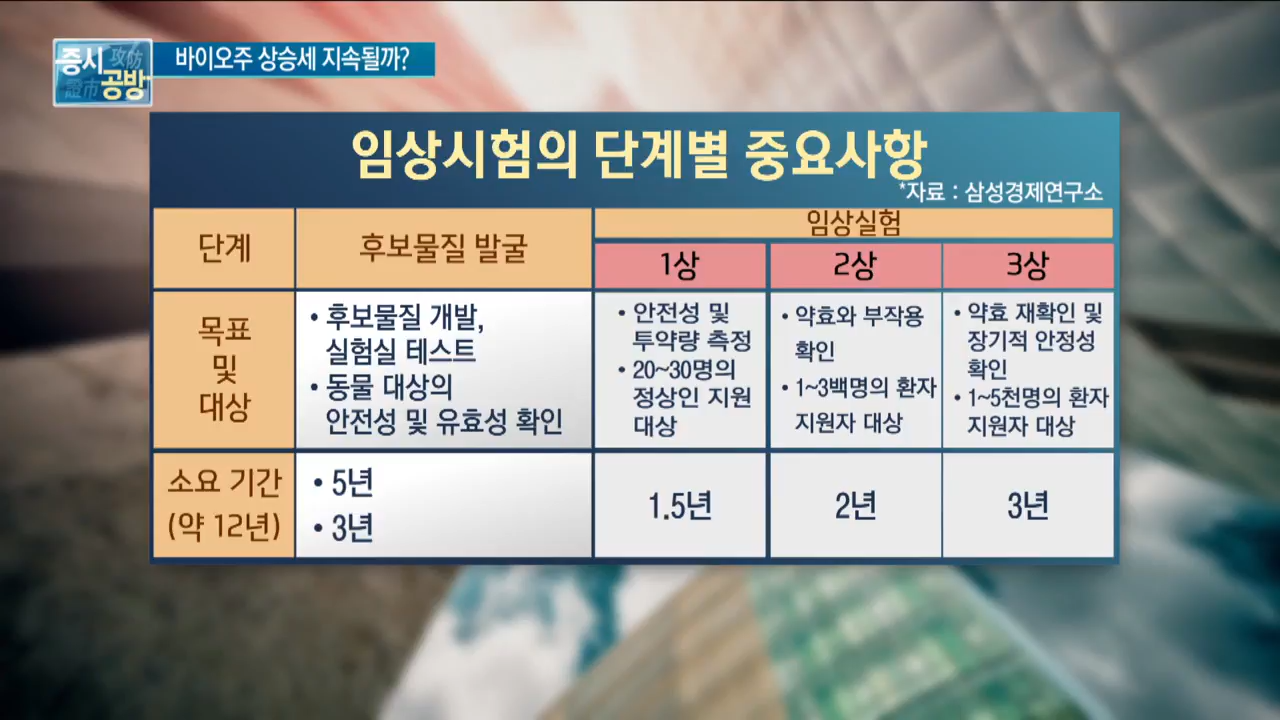 증시 攻防
證市 공방
바이오주 상승세 지속될까?
임상시험의 단계별 중요사항
*자료 : 삼성경제연구소
단계
후보물질 발굴
임상실험
1상
2상
3상
목표
및
대상
• 후보물질 개발,
실험실 테스트
• 동물 대상의
안전성 및 유효성 확인
• 안전성 및
투약량 측정
• 20~30명의
정상인 지원
대상
• 약효와 부작용
확인
• 1~3백명의 환자
지원자 대상
• 약효 재확인 및
장기적 안정성
확인
• 1~5천명의 환자
지원자 대상
소요 기간
(약 12년)
• 5년
• 3년
1.5년
2년
3년